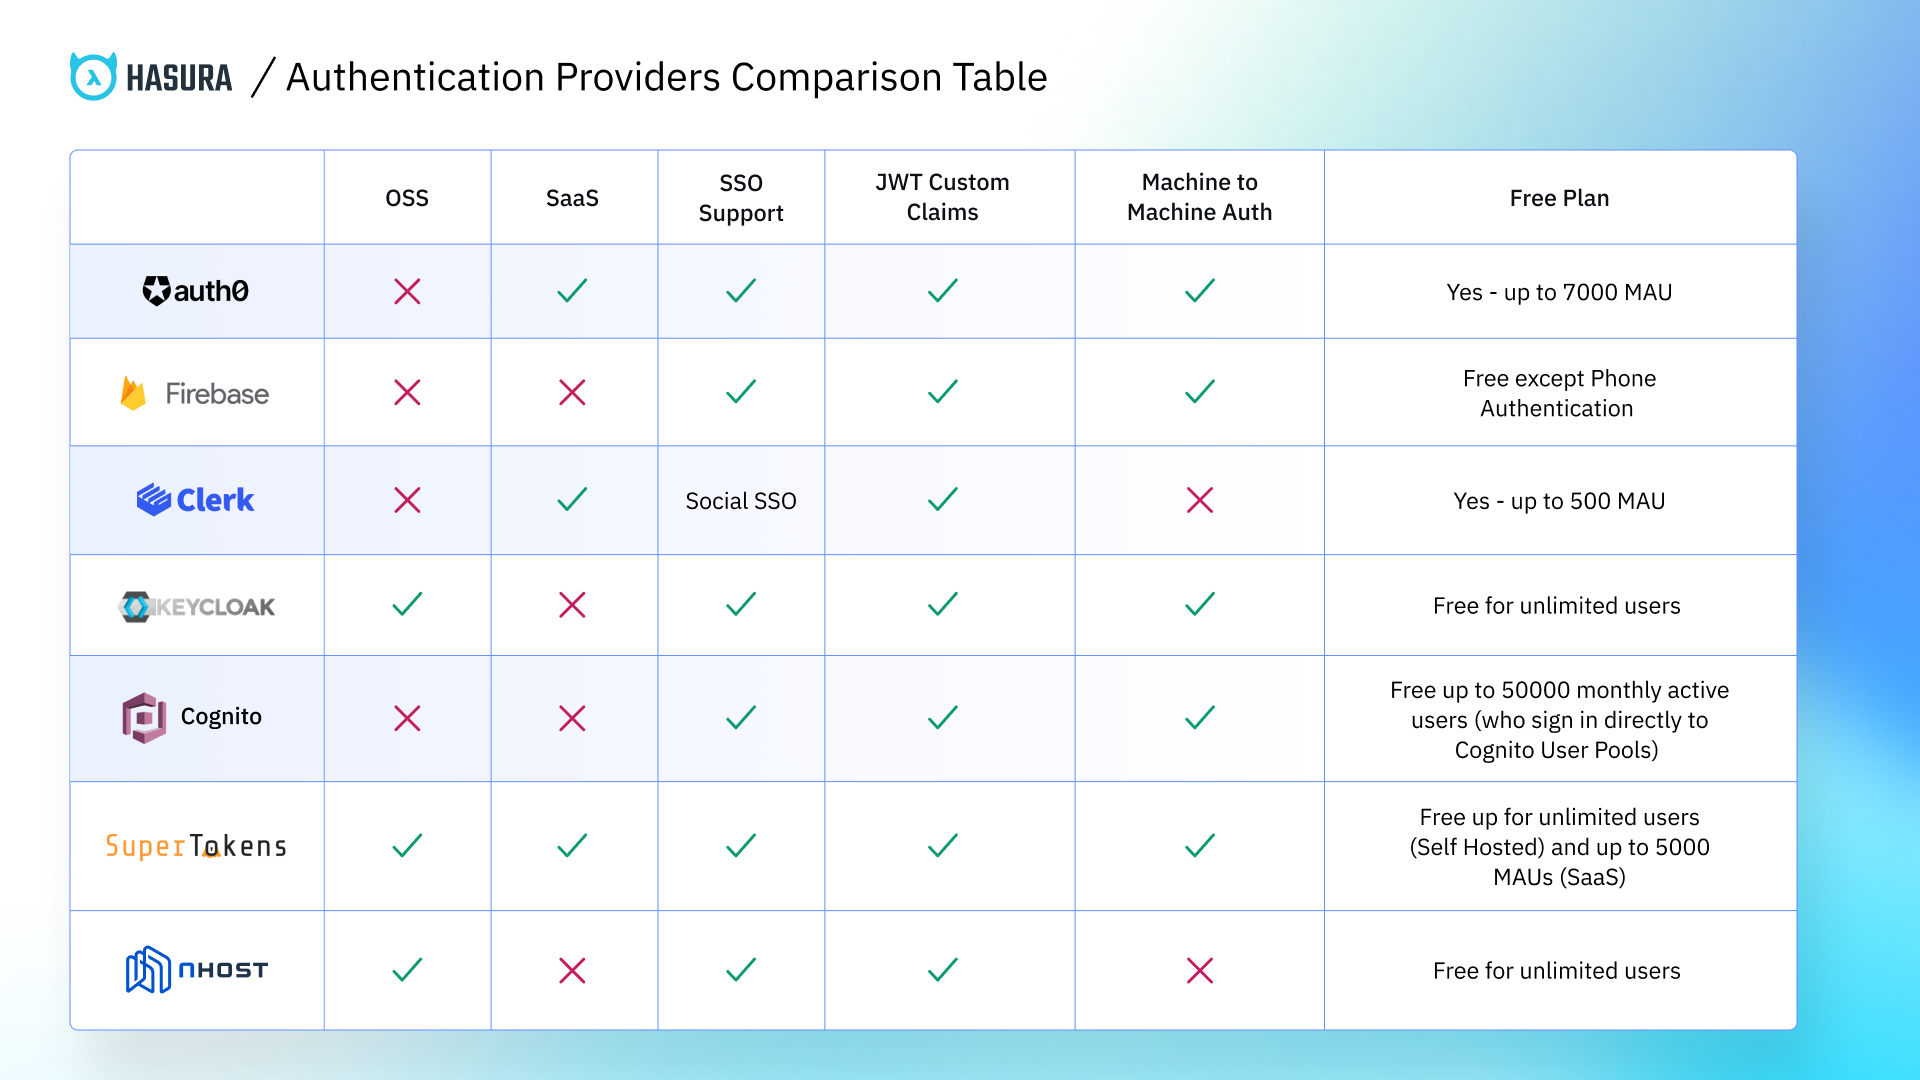 HASURA / Authentication Providers Comparison Table
OSS
SaaS
SSO
Support
JWT Custom
Claims
Machine to
Machine Auth
Free Plan
auth0
Yes - up to 7000 MAU
Firebase
Free except Phone
Authentication
Clerk
Social SSO
Yes - up to 500 MAU
KEYCLOAK
Free for unlimited users
Cognito
Free up to 50000 monthly active
users (who sign in directly to
Cognito User Pools)
SuperTokens
Free up for unlimited users
(Self Hosted) and up to 5000
MAUs (SaaS)
nHOST
Free for unlimited users